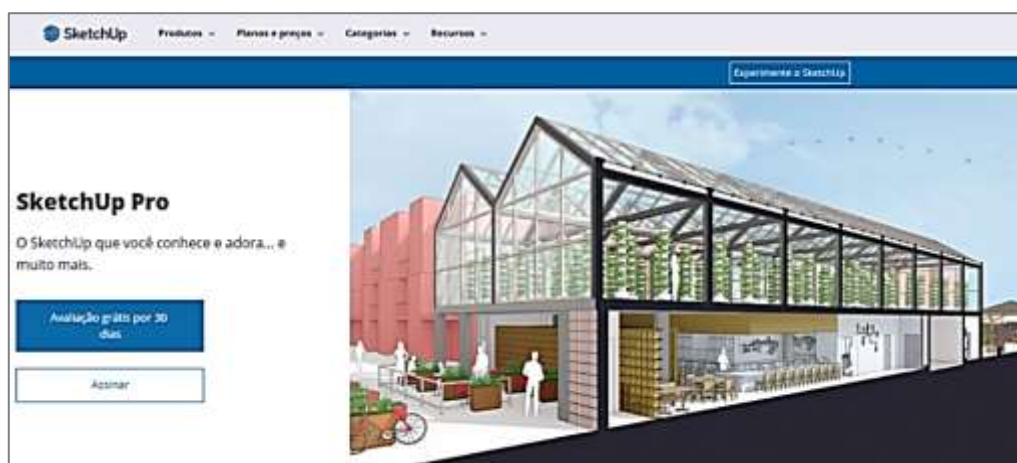 SketchUp Produtos Planos e preços Categorias Recursos
Experimente o SketchUp
SketchUp Pro
O SketchUp que você conhece e adora... e
muito mais.
Avaliação grátis por 30
dias
Assinar